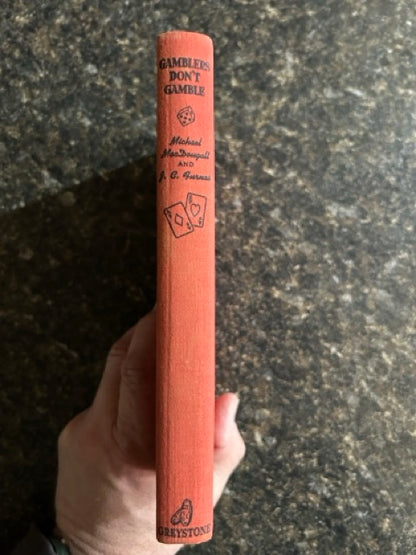 GAMBLERS
DON'T
GAMBLE
Michael
MacDougall
AND
J. C. Furnas
GREYSTONE